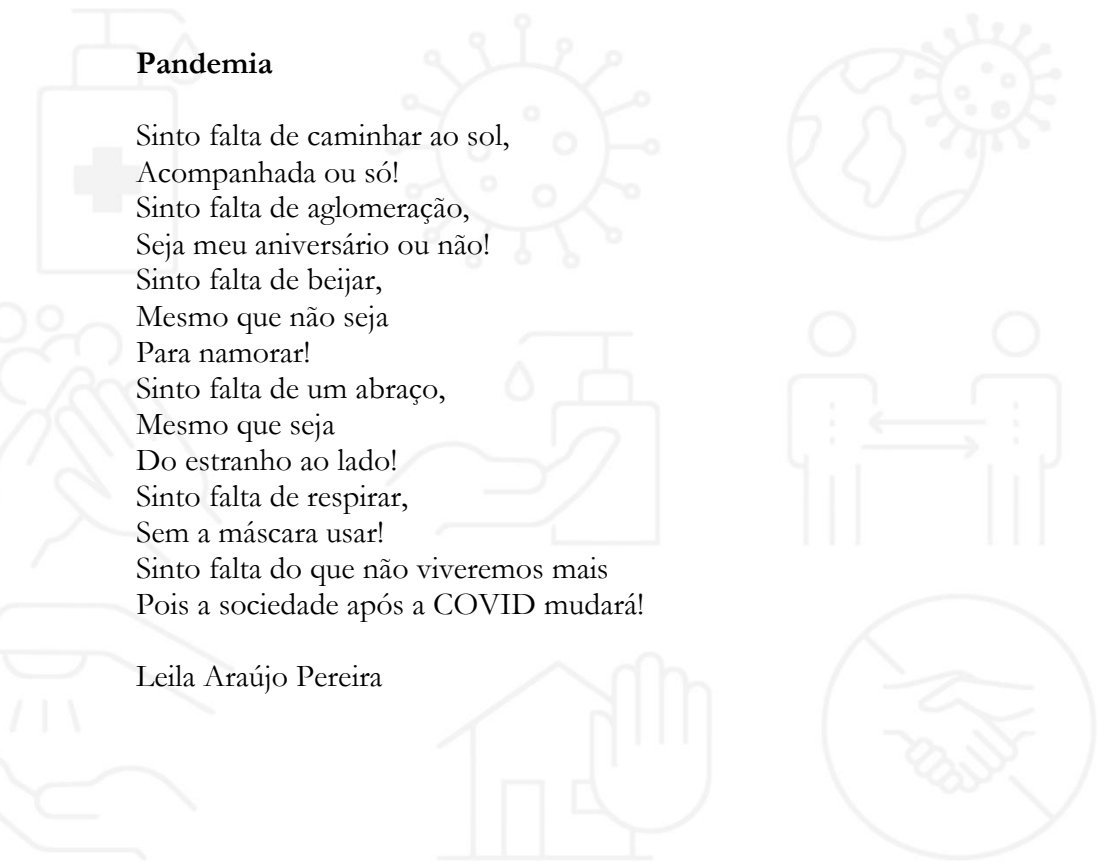 Pandemia
Sinto falta de caminhar ao sol,
Acompanhada ou só!
Sinto falta de aglomeração,
Seja meu aniversário ou não!
Sinto falta de beijar,
Mesmo que não seja
Para namorar!
Sinto falta de um abraço,
Mesmo que seja
Do estranho ao lado!
Sinto falta de respirar,
Sem a máscara usar!
Sinto falta do que não viveremos mais
Pois a sociedade após a COVID mudará!
Leila Araújo Pereira